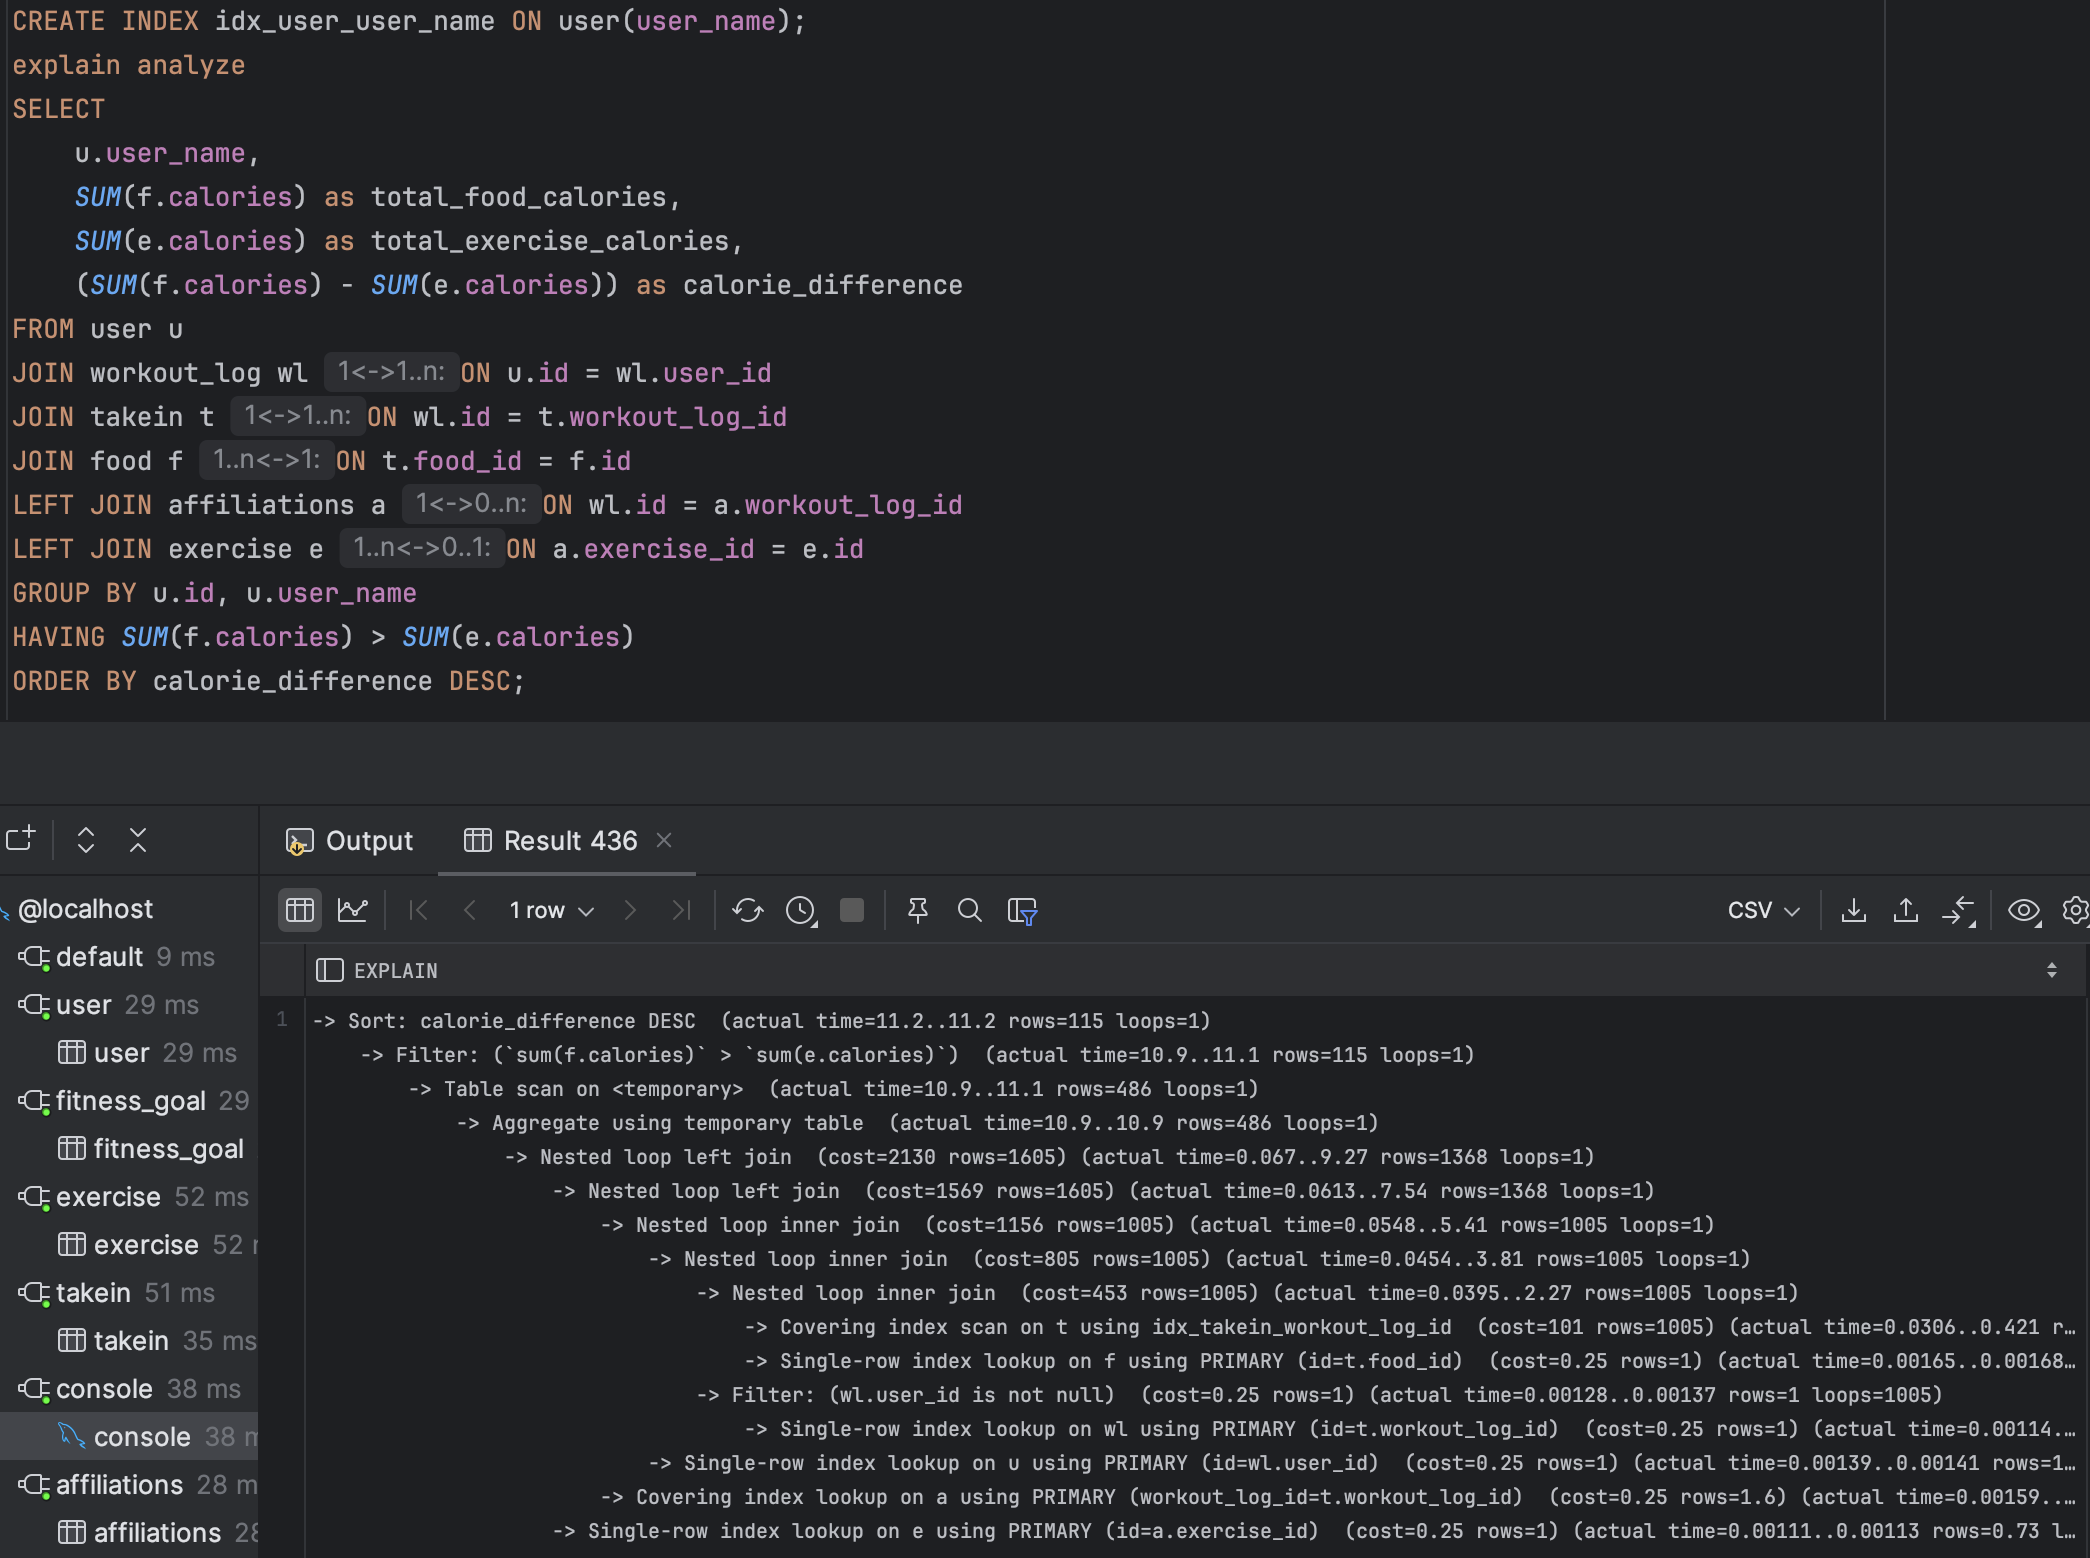 CREATE INDEX idx_user_user_name ON user(user_name);
explain analyze
SELECT
u.user_name,
SUM(f.calories) as total_food_calories,
SUM(e.calories) as total_exercise_calories,
(SUM(f.calories) - SUM(e.calories)) as calorie_difference
FROM user u
JOIN workout_log wl 1<->1..n: ON u.id = wl.user_id
JOIN takein t 1<->1..n: ON wl.id = t.workout_log_id
JOIN food f 1..n<->1: ON t.food_id = f.id
LEFT JOIN affiliations a 1<->0..n: ON wl.id = a.workout_log_id
LEFT JOIN exercise e 1..n<->0..1: ON a.exercise_id = e.id
GROUP BY u.id, u.user_name
HAVING SUM(f.calories) > SUM(e.calories)
ORDER BY calorie_difference DESC;
Output
Result 436
@localhost
default 9 ms
user 29 ms
user 29 ms
fitness_goal 29
fitness_goal
exercise 52 ms
exercise 52
takein 51 ms
takein 35 ms
console 38 ms
console 38
affiliations 28 m
affiliations 28
1 row
CSV
EXPLAIN
1
-> Sort: calorie_difference DESC (actual time=11.2..11.2 rows=115 loops=1)
-> Filter: (`sum(f.calories)` > `sum(e.calories)`) (actual time=10.9..11.1 rows=115 loops=1)
-> Table scan on <temporary> (actual time=10.9..11.1 rows=486 loops=1)
-> Aggregate using temporary table (actual time=10.9..10.9 rows=486 loops=1)
-> Nested loop left join (cost=2130 rows=1605) (actual time=0.067..9.27 rows=1368 loops=1)
-> Nested loop left join (cost=1569 rows=1605) (actual time=0.0613..7.54 rows=1368 loops=1)
-> Nested loop inner join (cost=1156 rows=1005) (actual time=0.0548..5.41 rows=1005 loops=1)
-> Nested loop inner join (cost=805 rows=1005) (actual time=0.0454..3.81 rows=1005 loops=1)
-> Nested loop inner join (cost=453 rows=1005) (actual time=0.0395..2.27 rows=1005 loops=1)
-> Covering index scan on t using idx_takein_workout_log_id (cost=101 rows=1005) (actual time=0.0306..0.421 r…
-> Single-row index lookup on f using PRIMARY (id=t.food_id) (cost=0.25 rows=1) (actual time=0.00165..0.00168…
-> Filter: (wl.user_id is not null) (cost=0.25 rows=1) (actual time=0.00128..0.00137 rows=1 loops=1005)
-> Single-row index lookup on wl using PRIMARY (id=t.workout_log_id) (cost=0.25 rows=1) (actual time=0.00114.…
-> Single-row index lookup on u using PRIMARY (id=wl.user_id) (cost=0.25 rows=1) (actual time=0.00139..0.00141 rows=1…
-> Covering index lookup on a using PRIMARY (workout_log_id=t.workout_log_id) (cost=0.25 rows=1.6) (actual time=0.00159..…
-> Single-row index lookup on e using PRIMARY (id=a.exercise_id) (cost=0.25 rows=1) (actual time=0.00111..0.00113 rows=0.73 l…